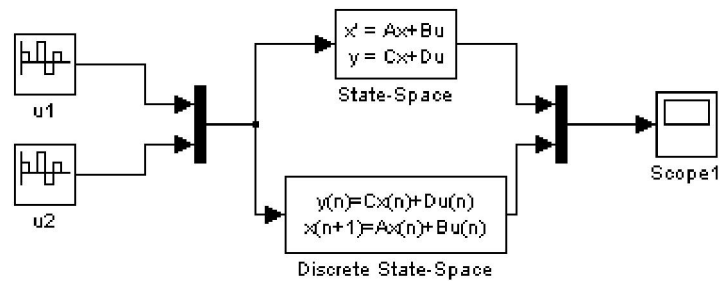 x' = Ax+Bu
y = Cx+Du
State-Space
u1
u2
y(n)=Cx(n)+Du(n)
x(n+1)=Ax(n)+Bu(n)
Discrete State-Space
Scope1